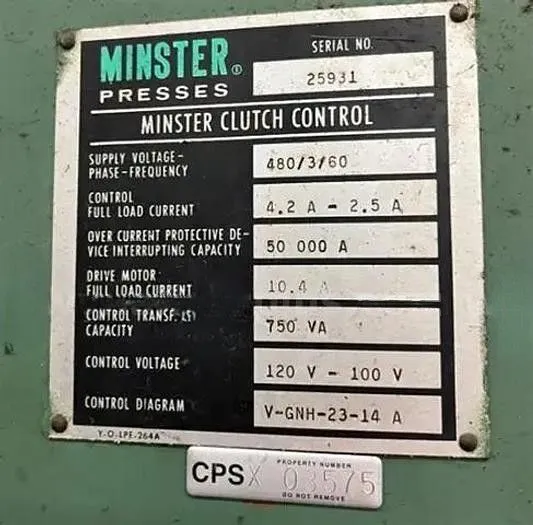 MINSTER®
PRESSES
SERIAL NO.
25931
MINSTER CLUTCH CONTROL
SUPPLY VOLTAGE-
PHASE-FREQUENCY
480/3/60
CONTROL
FULL LOAD CURRENT
4.2 A - 2.5 A
OVER CURRENT PROTECTIVE DE-
VICE INTERRUPTING CAPACITY
50 000 A
DRIVE MOTOR
FULL LOAD CURRENT
10.4 A
CONTROL TRANSF.(S)
CAPACITY
750 VA
CONTROL VOLTAGE
120 V - 100 V
CONTROL DIAGRAM
V-GNH-23-14 A
Y-O-LPE-264A
CPSX
PROPERTY NUMBER
03575
DO NOT REMOVE